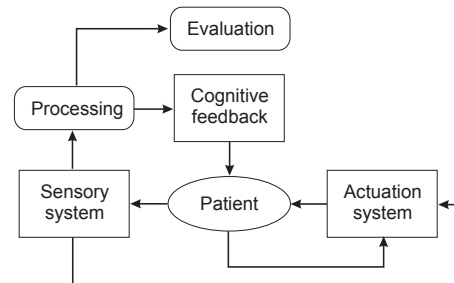 Evaluation
Processing
Cognitive
feedback
Sensory
system
Patient
Actuation
system